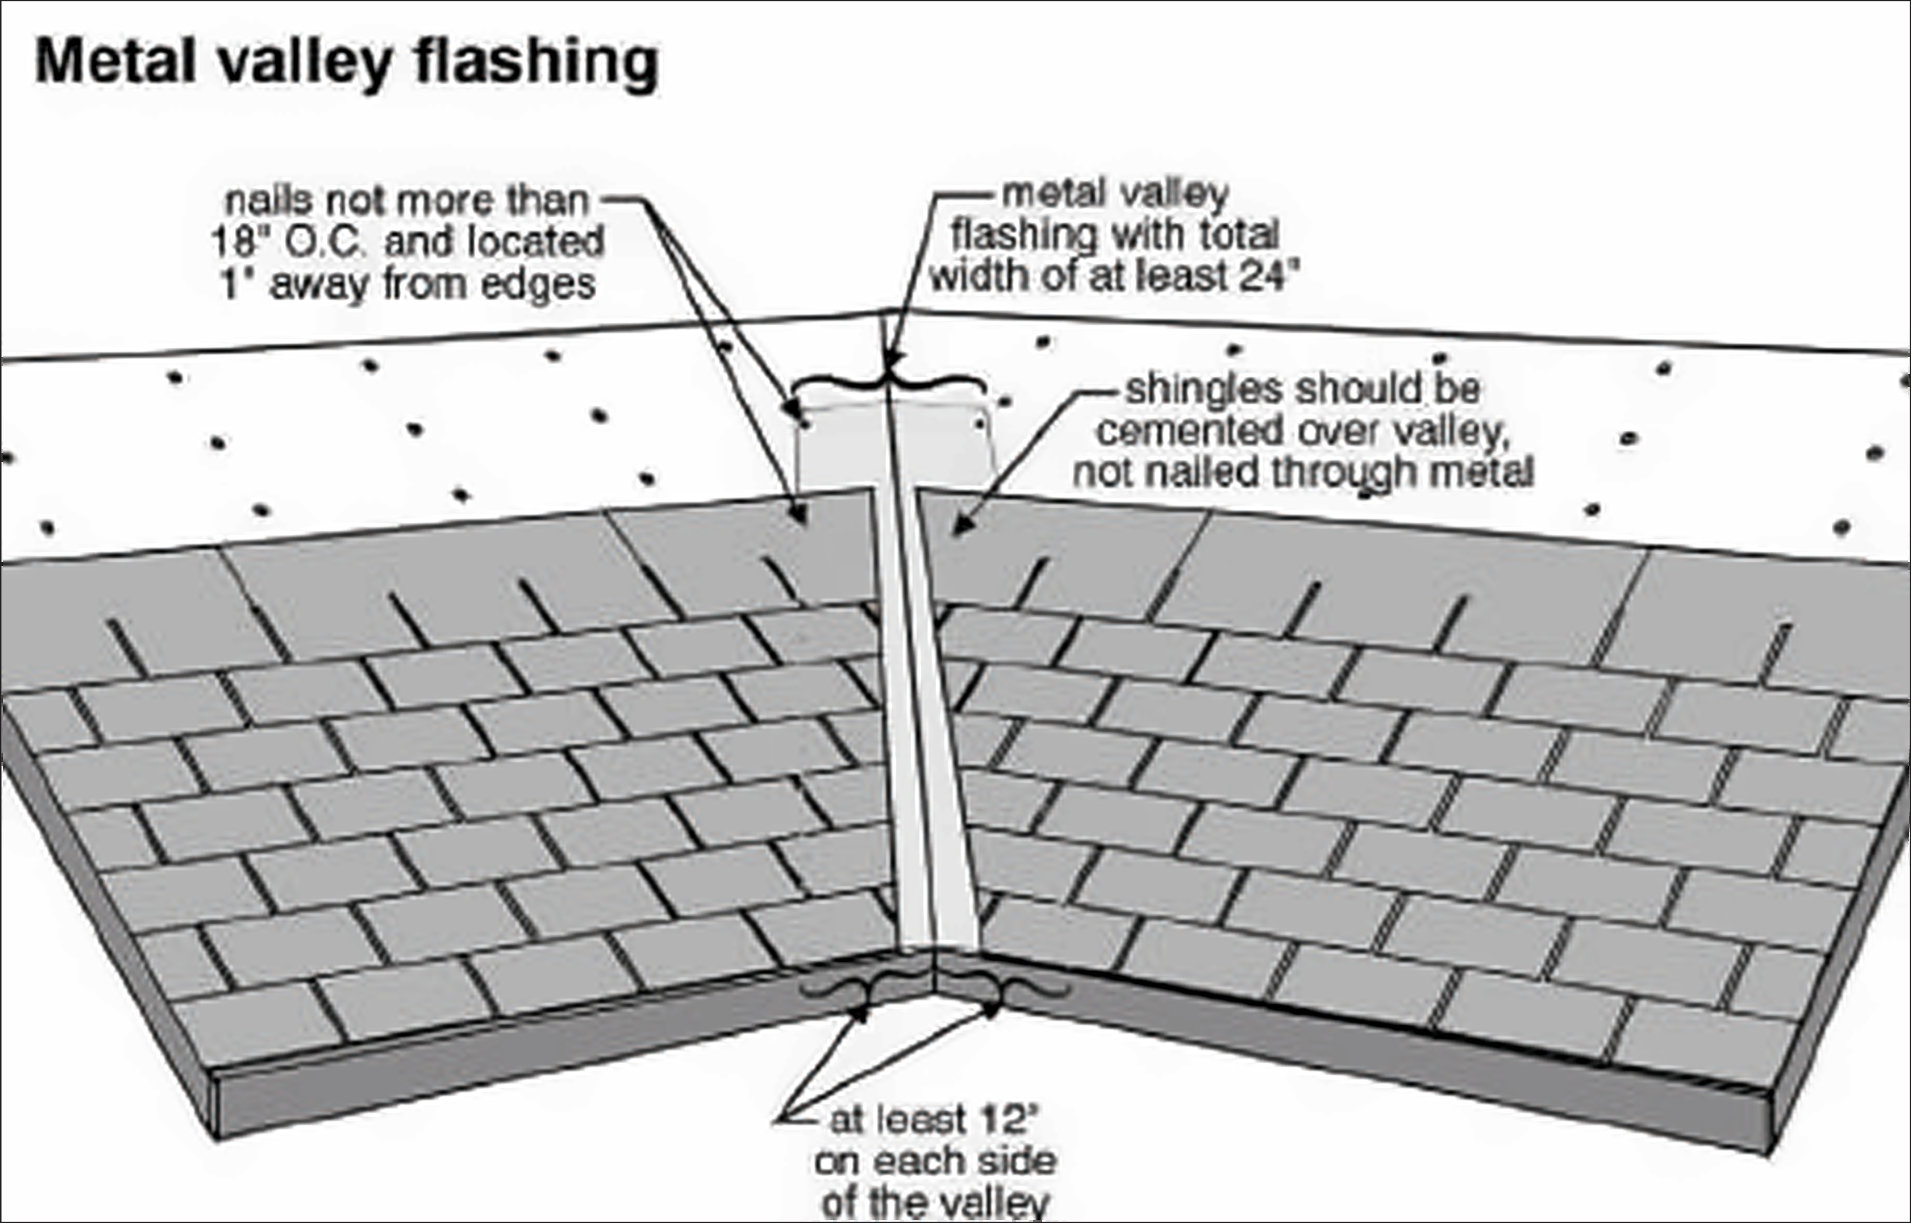 Metal valley flashing
nails not more than
18" O.C. and located
1" away from edges
metal valley
flashing with total
width of at least 24"
shingles should be
cemented over valley,
not nailed through metal
at least 12"
on each side
of the valley